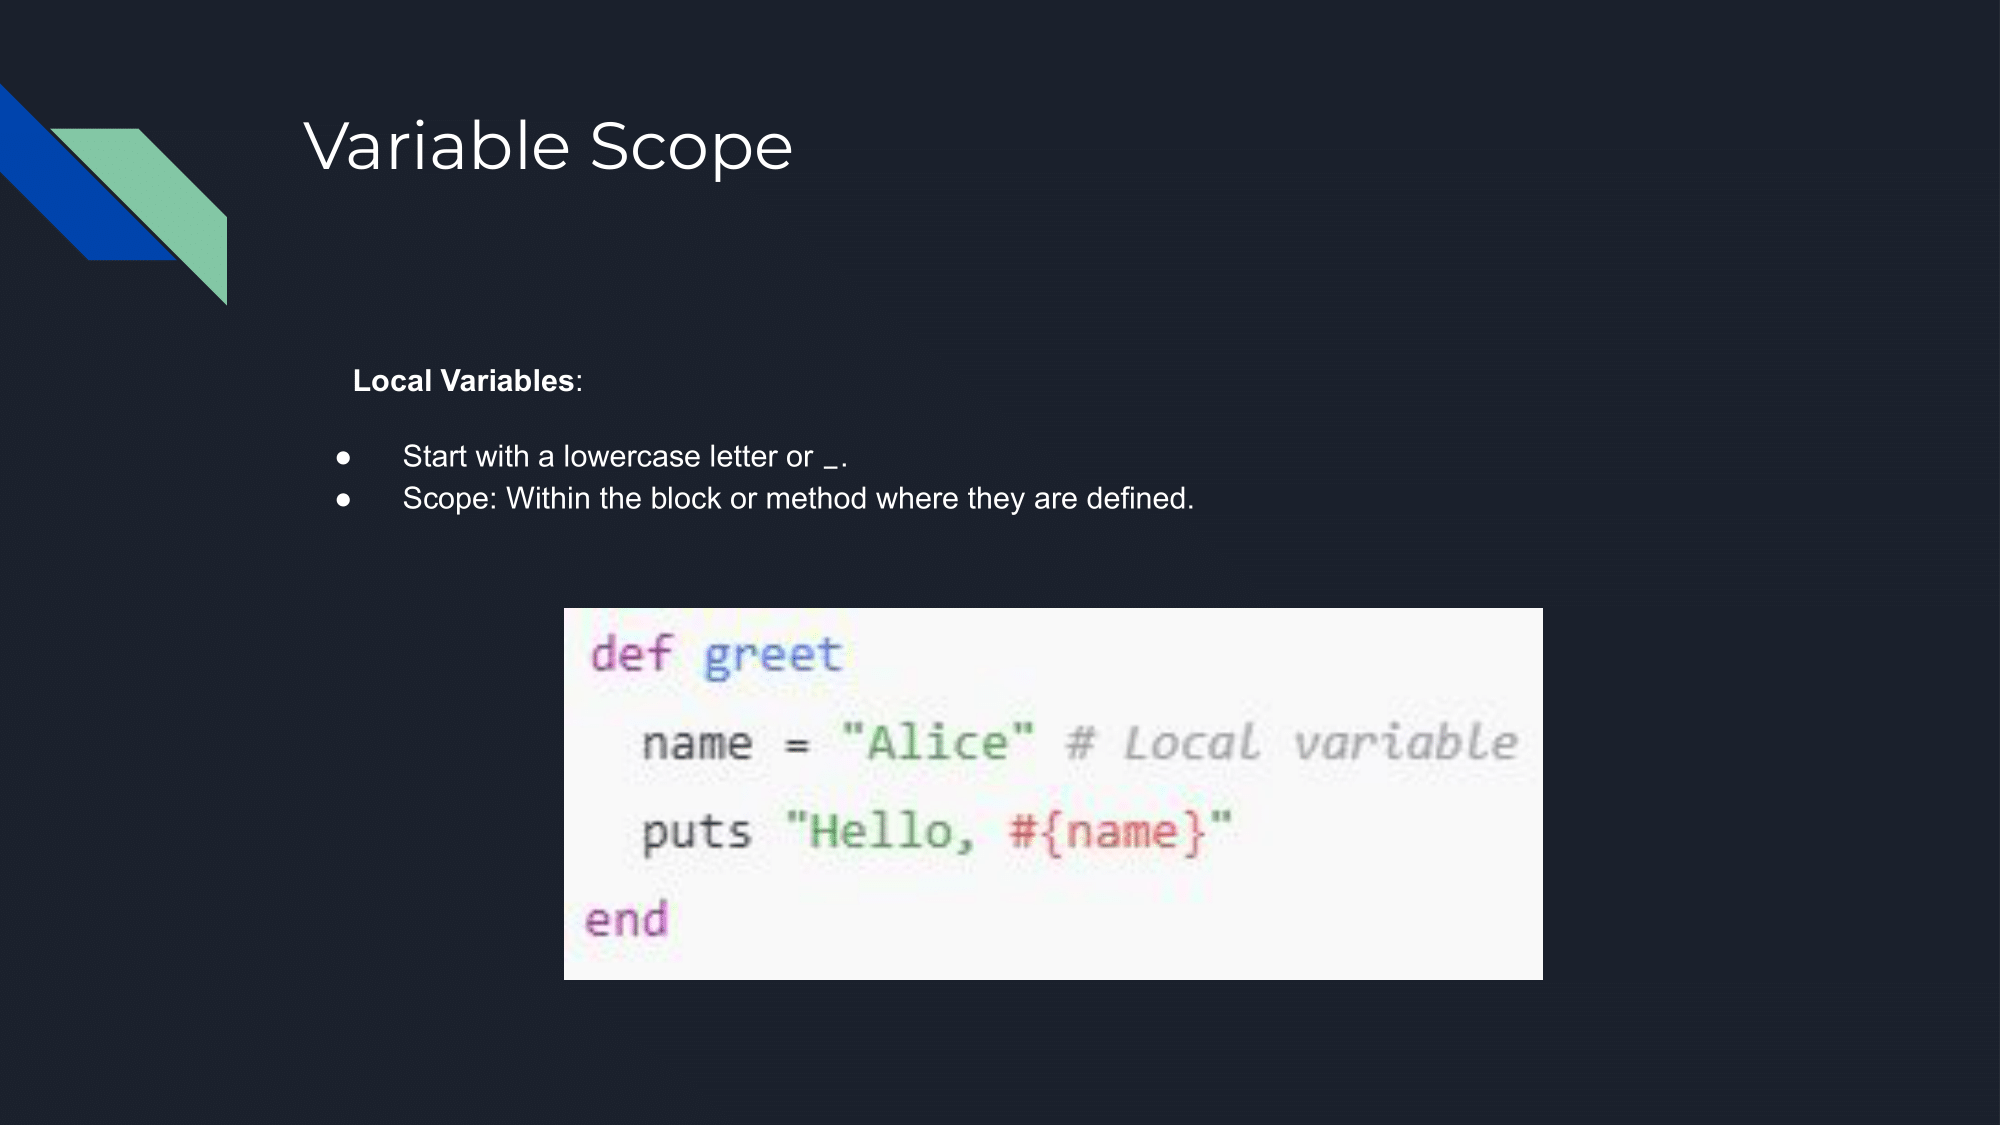 Variable Scope
Local Variables:
● Start with a lowercase letter or _.
● Scope: Within the block or method where they are defined.
def greet
  name = "Alice" # Local variable
  puts "Hello, #{name}"
end